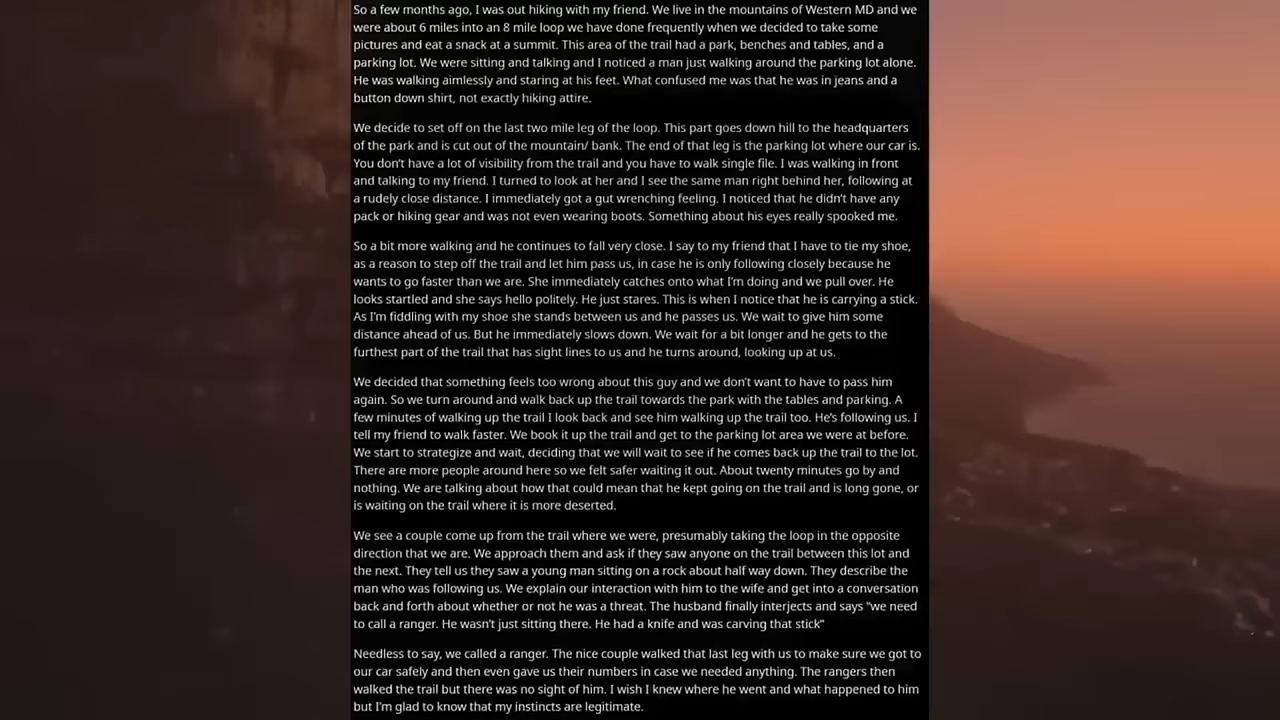 So a few months ago, I was out hiking with my friend. We live in the mountains of Western MD and we
were about 6 miles into an 8 mile loop we have done frequently when we decided to take some
pictures and eat a snack at a summit. This area of the trail had a park, benches and tables, and a
parking lot. We were sitting and talking and I noticed a man just walking around the parking lot alone.
He was walking aimlessly and staring at his feet. What confused me was that he was in jeans and a
button down shirt, not exactly hiking attire.
We decide to set off on the last two mile leg of the loop. This part goes down hill to the headquarters
of the park and is cut out of the mountain/ bank. The end of that leg is the parking lot where our car is.
You don't have a lot of visibility from the trail and you have to walk single file. I was walking in front
and talking to my friend. I turned to look at her and I see the same man right behind her, following at
a rudely close distance. I immediately got a gut wrenching feeling. I noticed that he didn't have any
pack or hiking gear and was not even wearing boots. Something about his eyes really spooked me.
So a bit more walking and he continues to fall very close. I say to my friend that I have to tie my shoe,
as a reason to step off the trail and let him pass us, in case he is only following closely because he
wants to go faster than we are. She immediately catches onto what I'm doing and we pull over. He
looks startled and she says hello politely. He just stares. This is when I notice that he is carrying a stick.
As I'm fiddling with my shoe she stands between us and he passes us. We wait to give him some
distance ahead of us. But he immediately slows down. We wait for a bit longer and he gets to the
furthest part of the trail that has sight lines to us and he turns around, looking up at us.
We decided that something feels too wrong about this guy and we don't want to have to pass him
again. So we turn around and walk back up the trail towards the park with the tables and parking. A
few minutes of walking up the trail I look back and see him walking up the trail too. He's following us. I
tell my friend to walk faster. We book it up the trail and get to the parking lot area we were at before.
We start to strategize and wait, deciding that we will wait to see if he comes back up the trail to the lot.
There are more people around here so we felt safer waiting it out. About twenty minutes go by and
nothing. We are talking about how that could mean that he kept going on the trail and is long gone, or
is waiting on the trail where it is more deserted.
We see a couple come up from the trail where we were, presumably taking the loop in the opposite
direction that we are. We approach them and ask if they saw anyone on the trail between this lot and
the next. They tell us they saw a young man sitting on a rock about half way down. They describe the
man who was following us. We explain our interaction with him to the wife and get into a conversation
back and forth about whether or not he was a threat. The husband finally interjects and says "we need
to call a ranger. He wasn't just sitting there. He had a knife and was carving that stick"
Needless to say, we called a ranger. The nice couple walked that last leg with us to make sure we got to
our car safely and then even gave us their numbers in case we needed anything. The rangers then
walked the trail but there was no sight of him. I wish I knew where he went and what happened to him
but I'm glad to know that my instincts are legitimate.